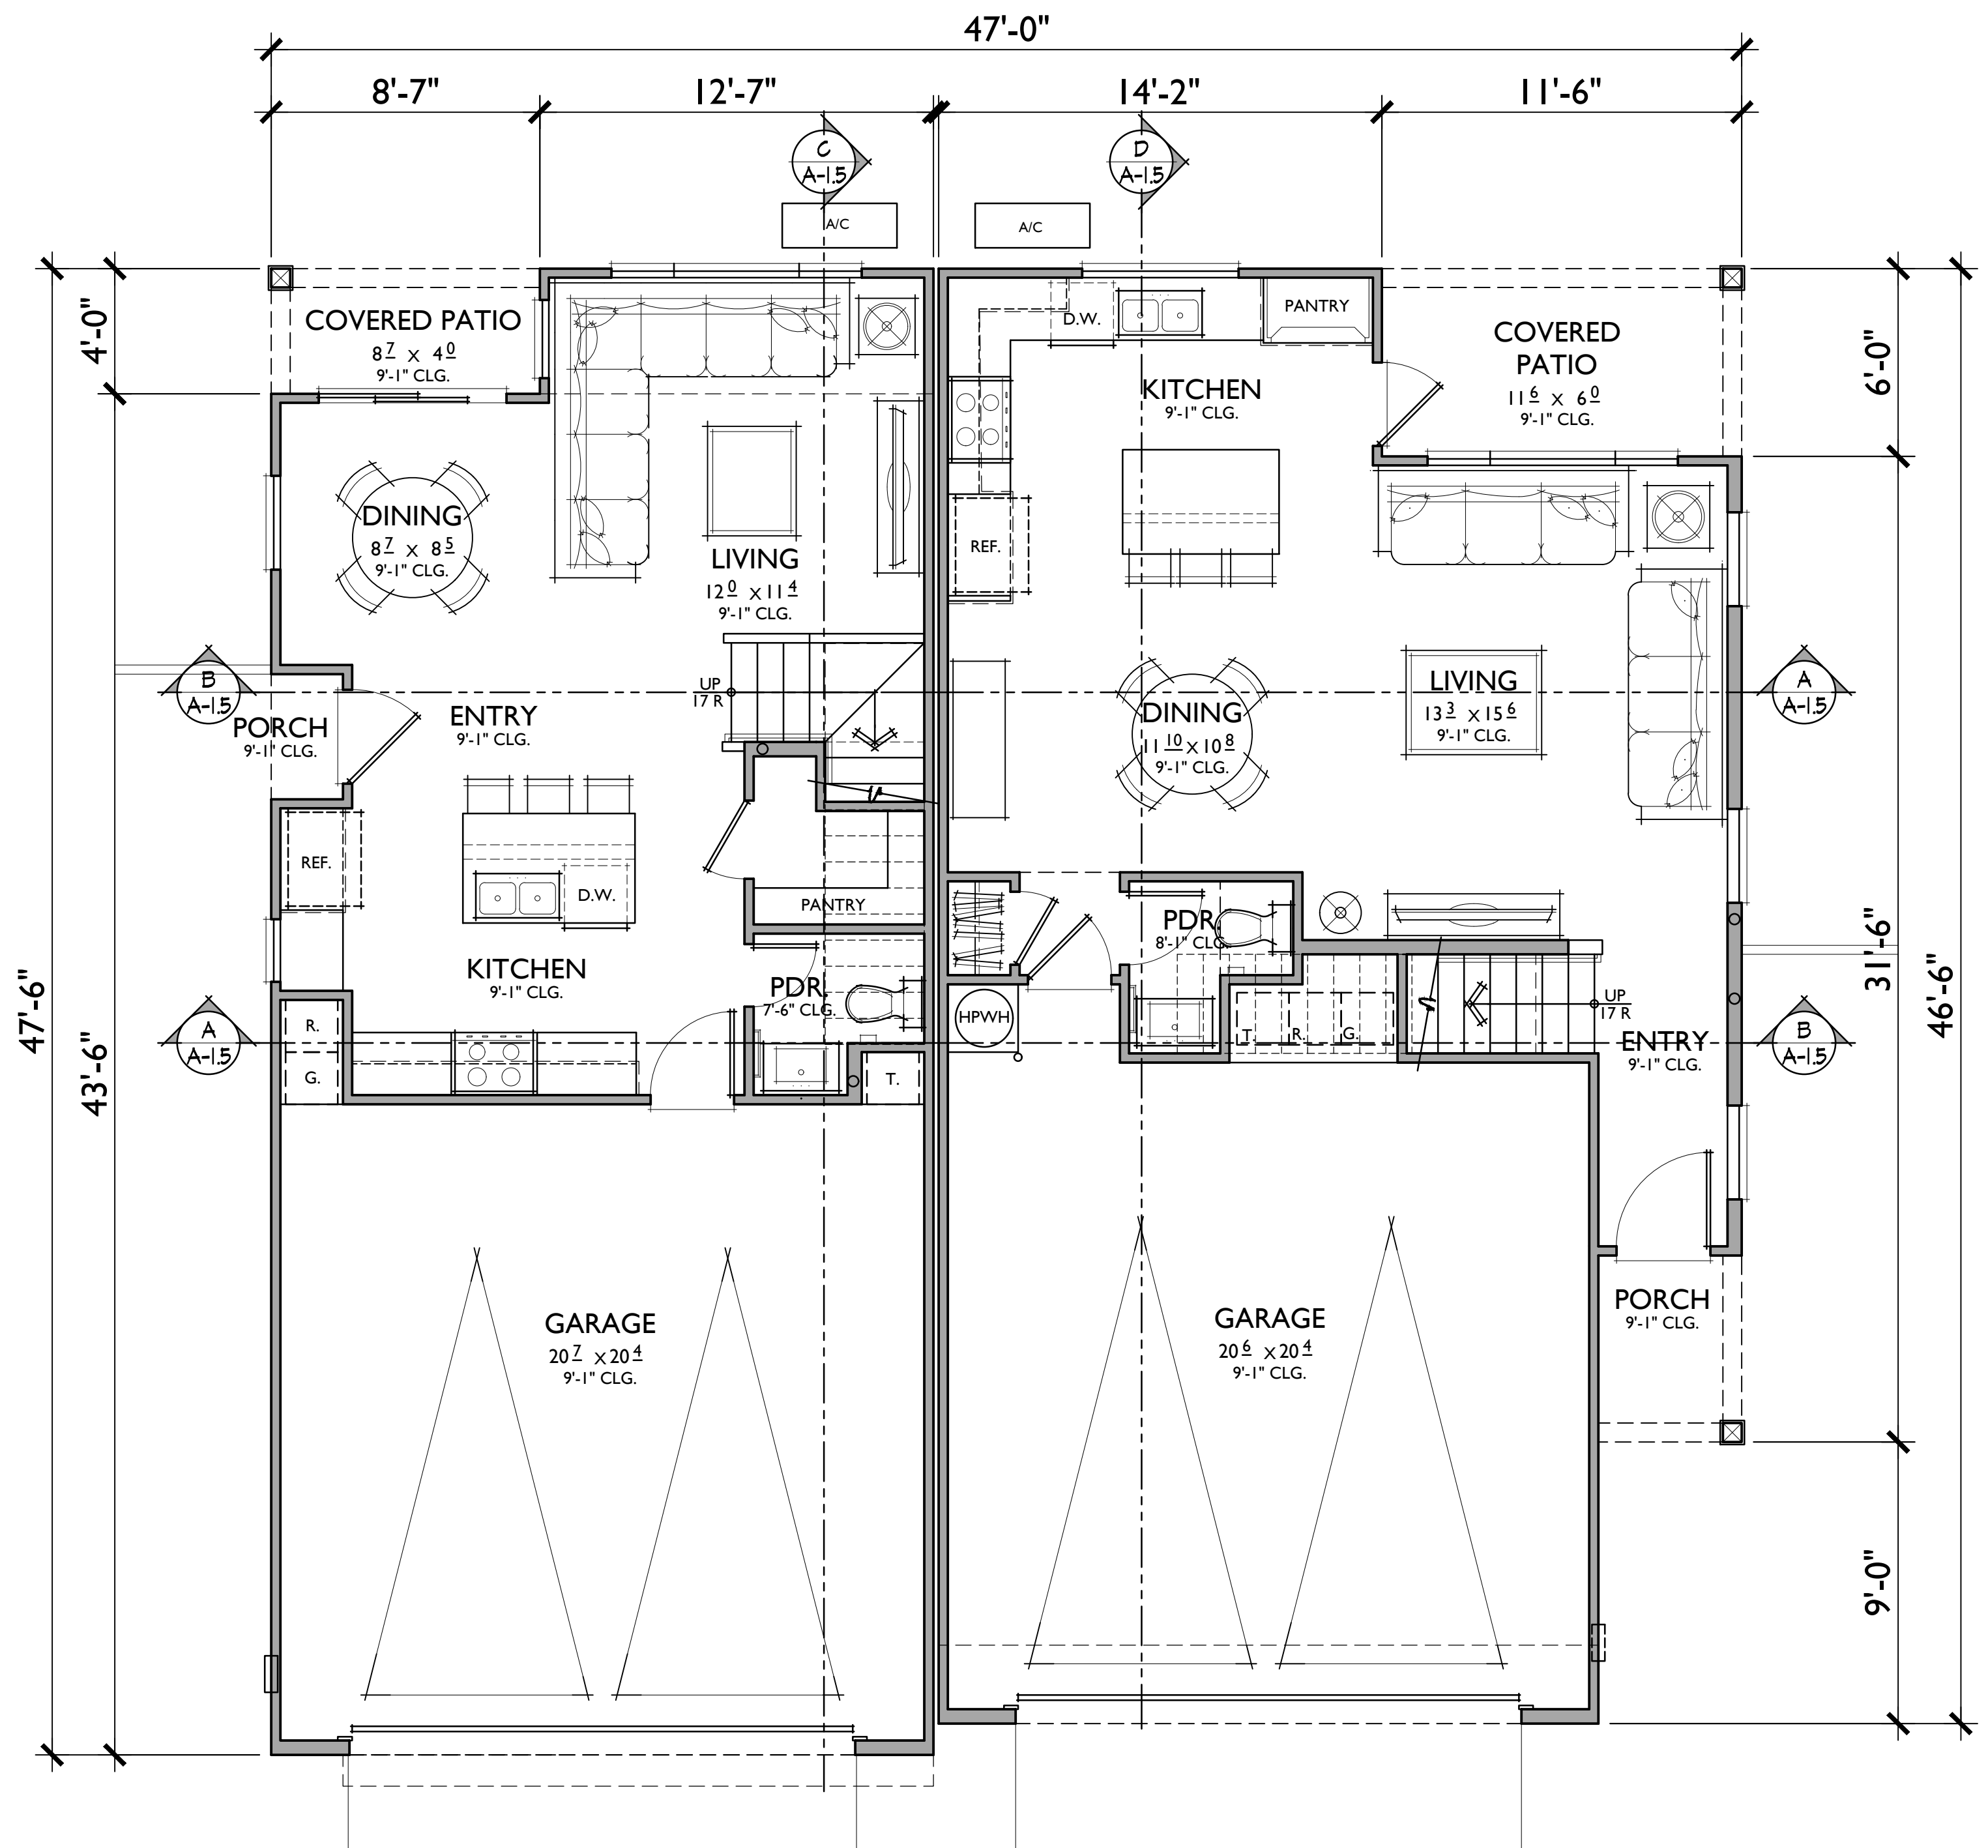 47'-0"
8'-7"
12'-7"
14'-2"
11'-6"
C
A-1.5
D
A-1.5
A/C
A/C
COVERED PATIO
8 7 x 4 0
9'-1" CLG.
D.W.
PANTRY
COVERED
PATIO
11 6 x 6 0
9'-1" CLG.
KITCHEN
9'-1" CLG.
4'-0"
6'-0"
DINING
8 7 x 8 5
9'-1" CLG.
LIVING
12 0 x 11 4
9'-1" CLG.
REF.
B
A-1.5
PORCH
9'-1" CLG.
ENTRY
9'-1" CLG.
UP
17 R
DINING
11 10 x 10 8
9'-1" CLG.
LIVING
13 3 x 15 6
9'-1" CLG.
A
A-1.5
REF.
D.W.
PANTRY
KITCHEN
9'-1" CLG.
PDR.
7'-6" CLG.
PDR.
8'-1" CLG.
HPWH
T.
R.
G.
UP
17 R
ENTRY
9'-1" CLG.
A
A-1.5
R.
G.
T.
B
A-1.5
47'-6"
43'-6"
31'-6"
46'-6"
GARAGE
20 7 x 20 4
9'-1" CLG.
GARAGE
20 6 x 20 4
9'-1" CLG.
PORCH
9'-1" CLG.
9'-0"